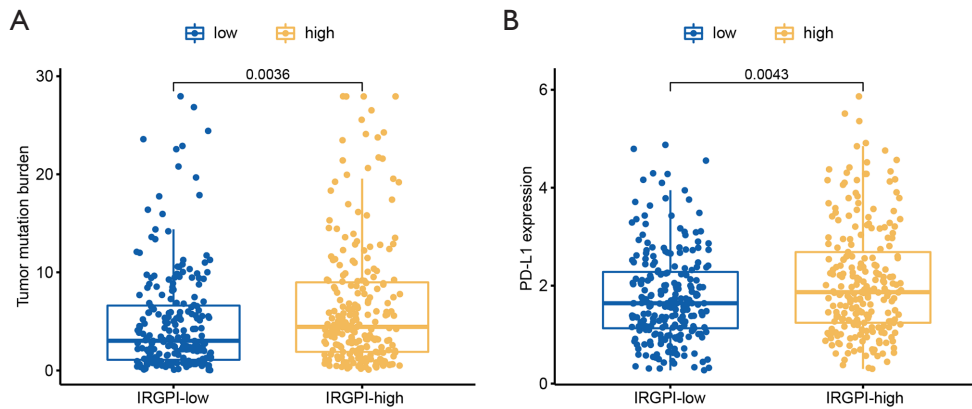 A
low high
Tumor mutation burden
30
20
10
0
0.0036
IRGPI-low IRGPI-high
B
low high
PD-L1 expression
6
4
2
0
0.0043
IRGPI-low IRGPI-high